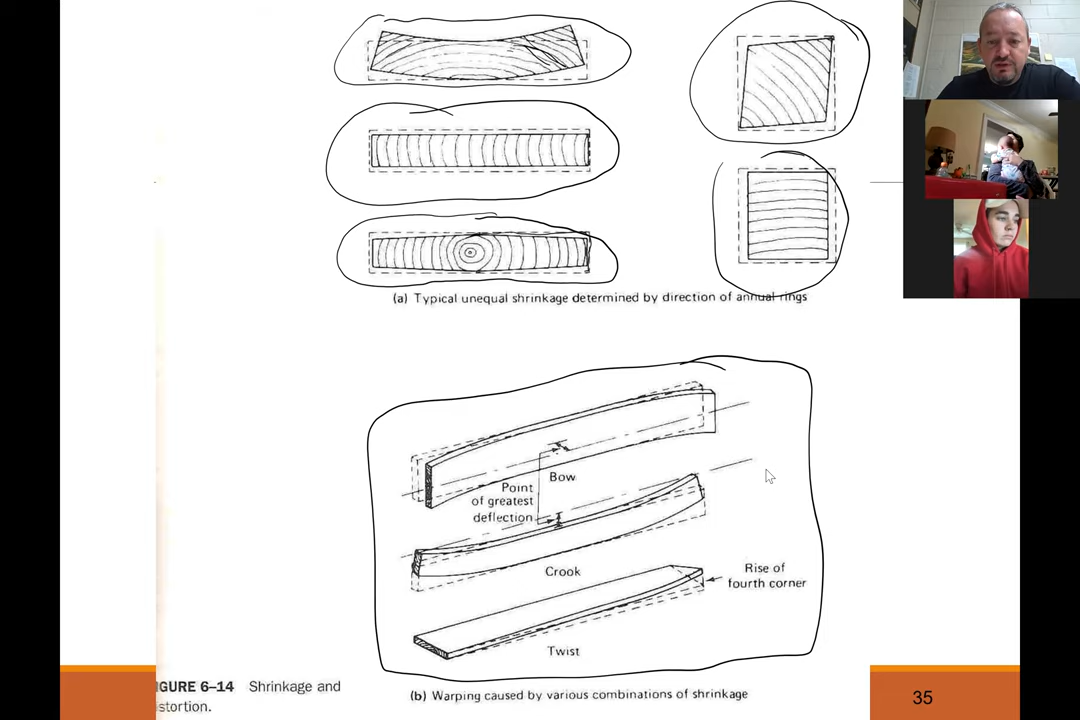 (a) Typical unequal shrinkage determined by direction of annual rings
Bow
Point
of greatest
deflection
Crook
Rise of
fourth corner
Twist
IGURE 6–14 Shrinkage and
stortion.
(b) Warping caused by various combinations of shrinkage
35